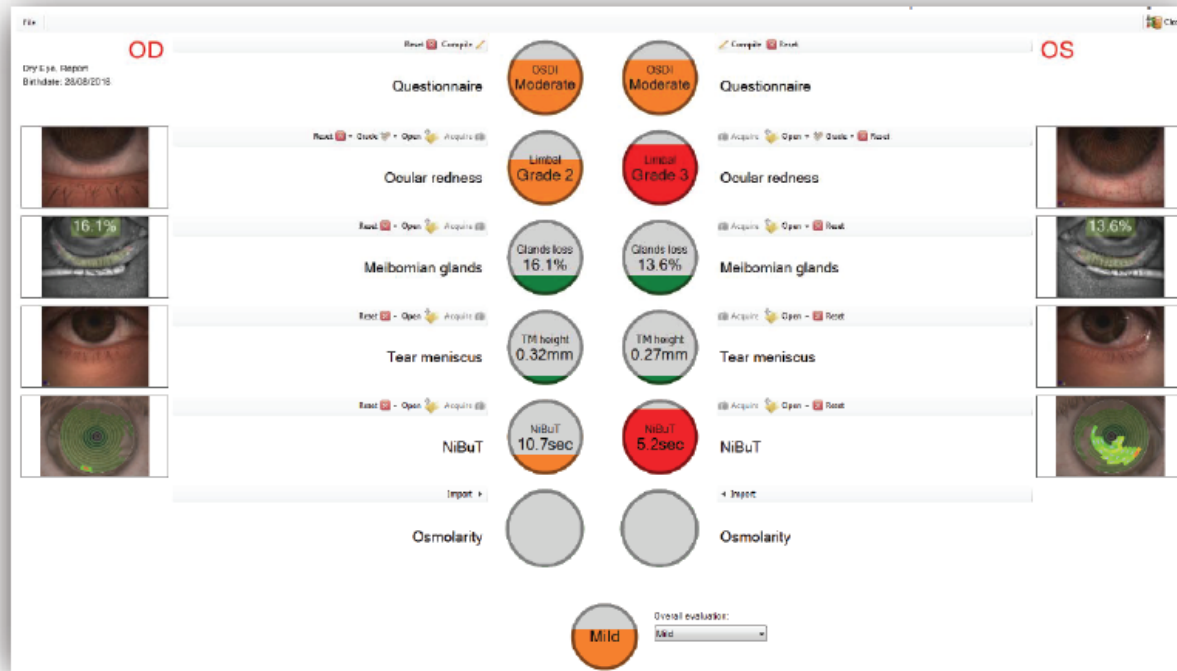 File
Close
OD
OS
Dry Eye, Report
Birthdate: 28/08/2016
Reset Compile
OSDI
Moderate
OSDI
Moderate
Compile Reset
Questionnaire
Questionnaire
Reset Grade Open Acquire
Limbal
Grade 2
Limbal
Grade 3
Acquire Open Grade Reset
Ocular redness
Ocular redness
16.1%
Reset Open Acquire
Glands loss
16.1%
Glands loss
13.6%
Acquire Open Reset
13.6%
Meibomian glands
Meibomian glands
Reset Open Acquire
TM height
0.32mm
TM height
0.27mm
Acquire Open Reset
Tear meniscus
Tear meniscus
Reset Open Acquire
NiBuT
10.7sec
NiBuT
5.2sec
Acquire Open Reset
NiBuT
NiBuT
Import
Import
Osmolarity
Osmolarity
Mild
Overall evaluation:
Mild